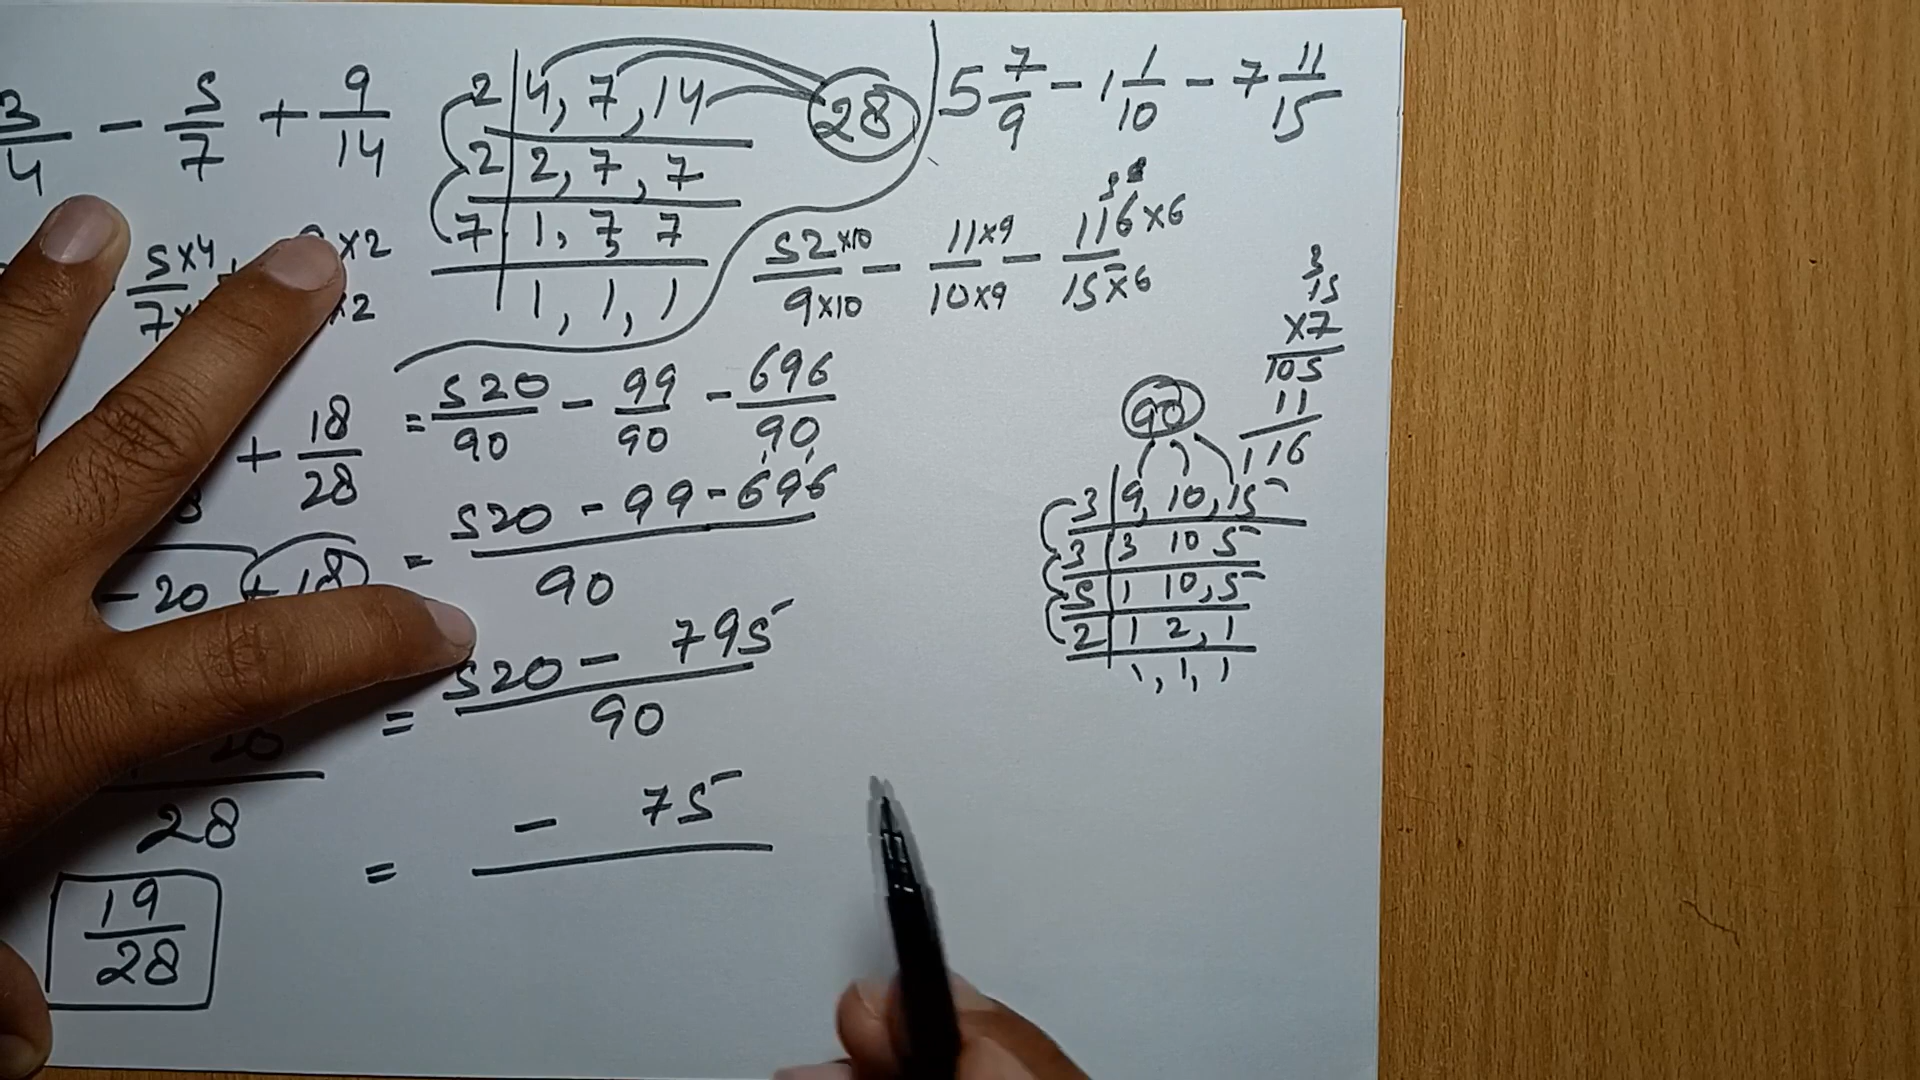 3/4 - 5/7 + 9/14
2 | 4, 7, 14
28
2 | 2, 7, 7
7 | 1, 7, 7
1, 1, 1
5×4
×2
×2
+ 18/28
- 20 + 18
28
19/28
5 7/9 - 1 1/10 - 7 11/15
52×10/9×10 - 11×9/10×9 - 116×6/15×6
= 520/90 - 99/90 - 696/90
= 520 - 99 - 696/90
= 520 - 795/90
= - 75
3
15
×7
105
11
116
90
3 | 9, 10, 15
3 | 3 10 5
5 | 1 10, 5
2 | 1 2, 1
1, 1, 1